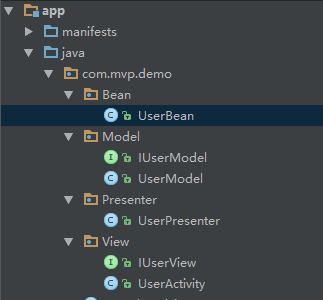 app
manifests
java
com.mvp.demo
Bean
C UserBean
Model
I IUserModel
C UserModel
Presenter
C UserPresenter
View
I IUserView
C UserActivity